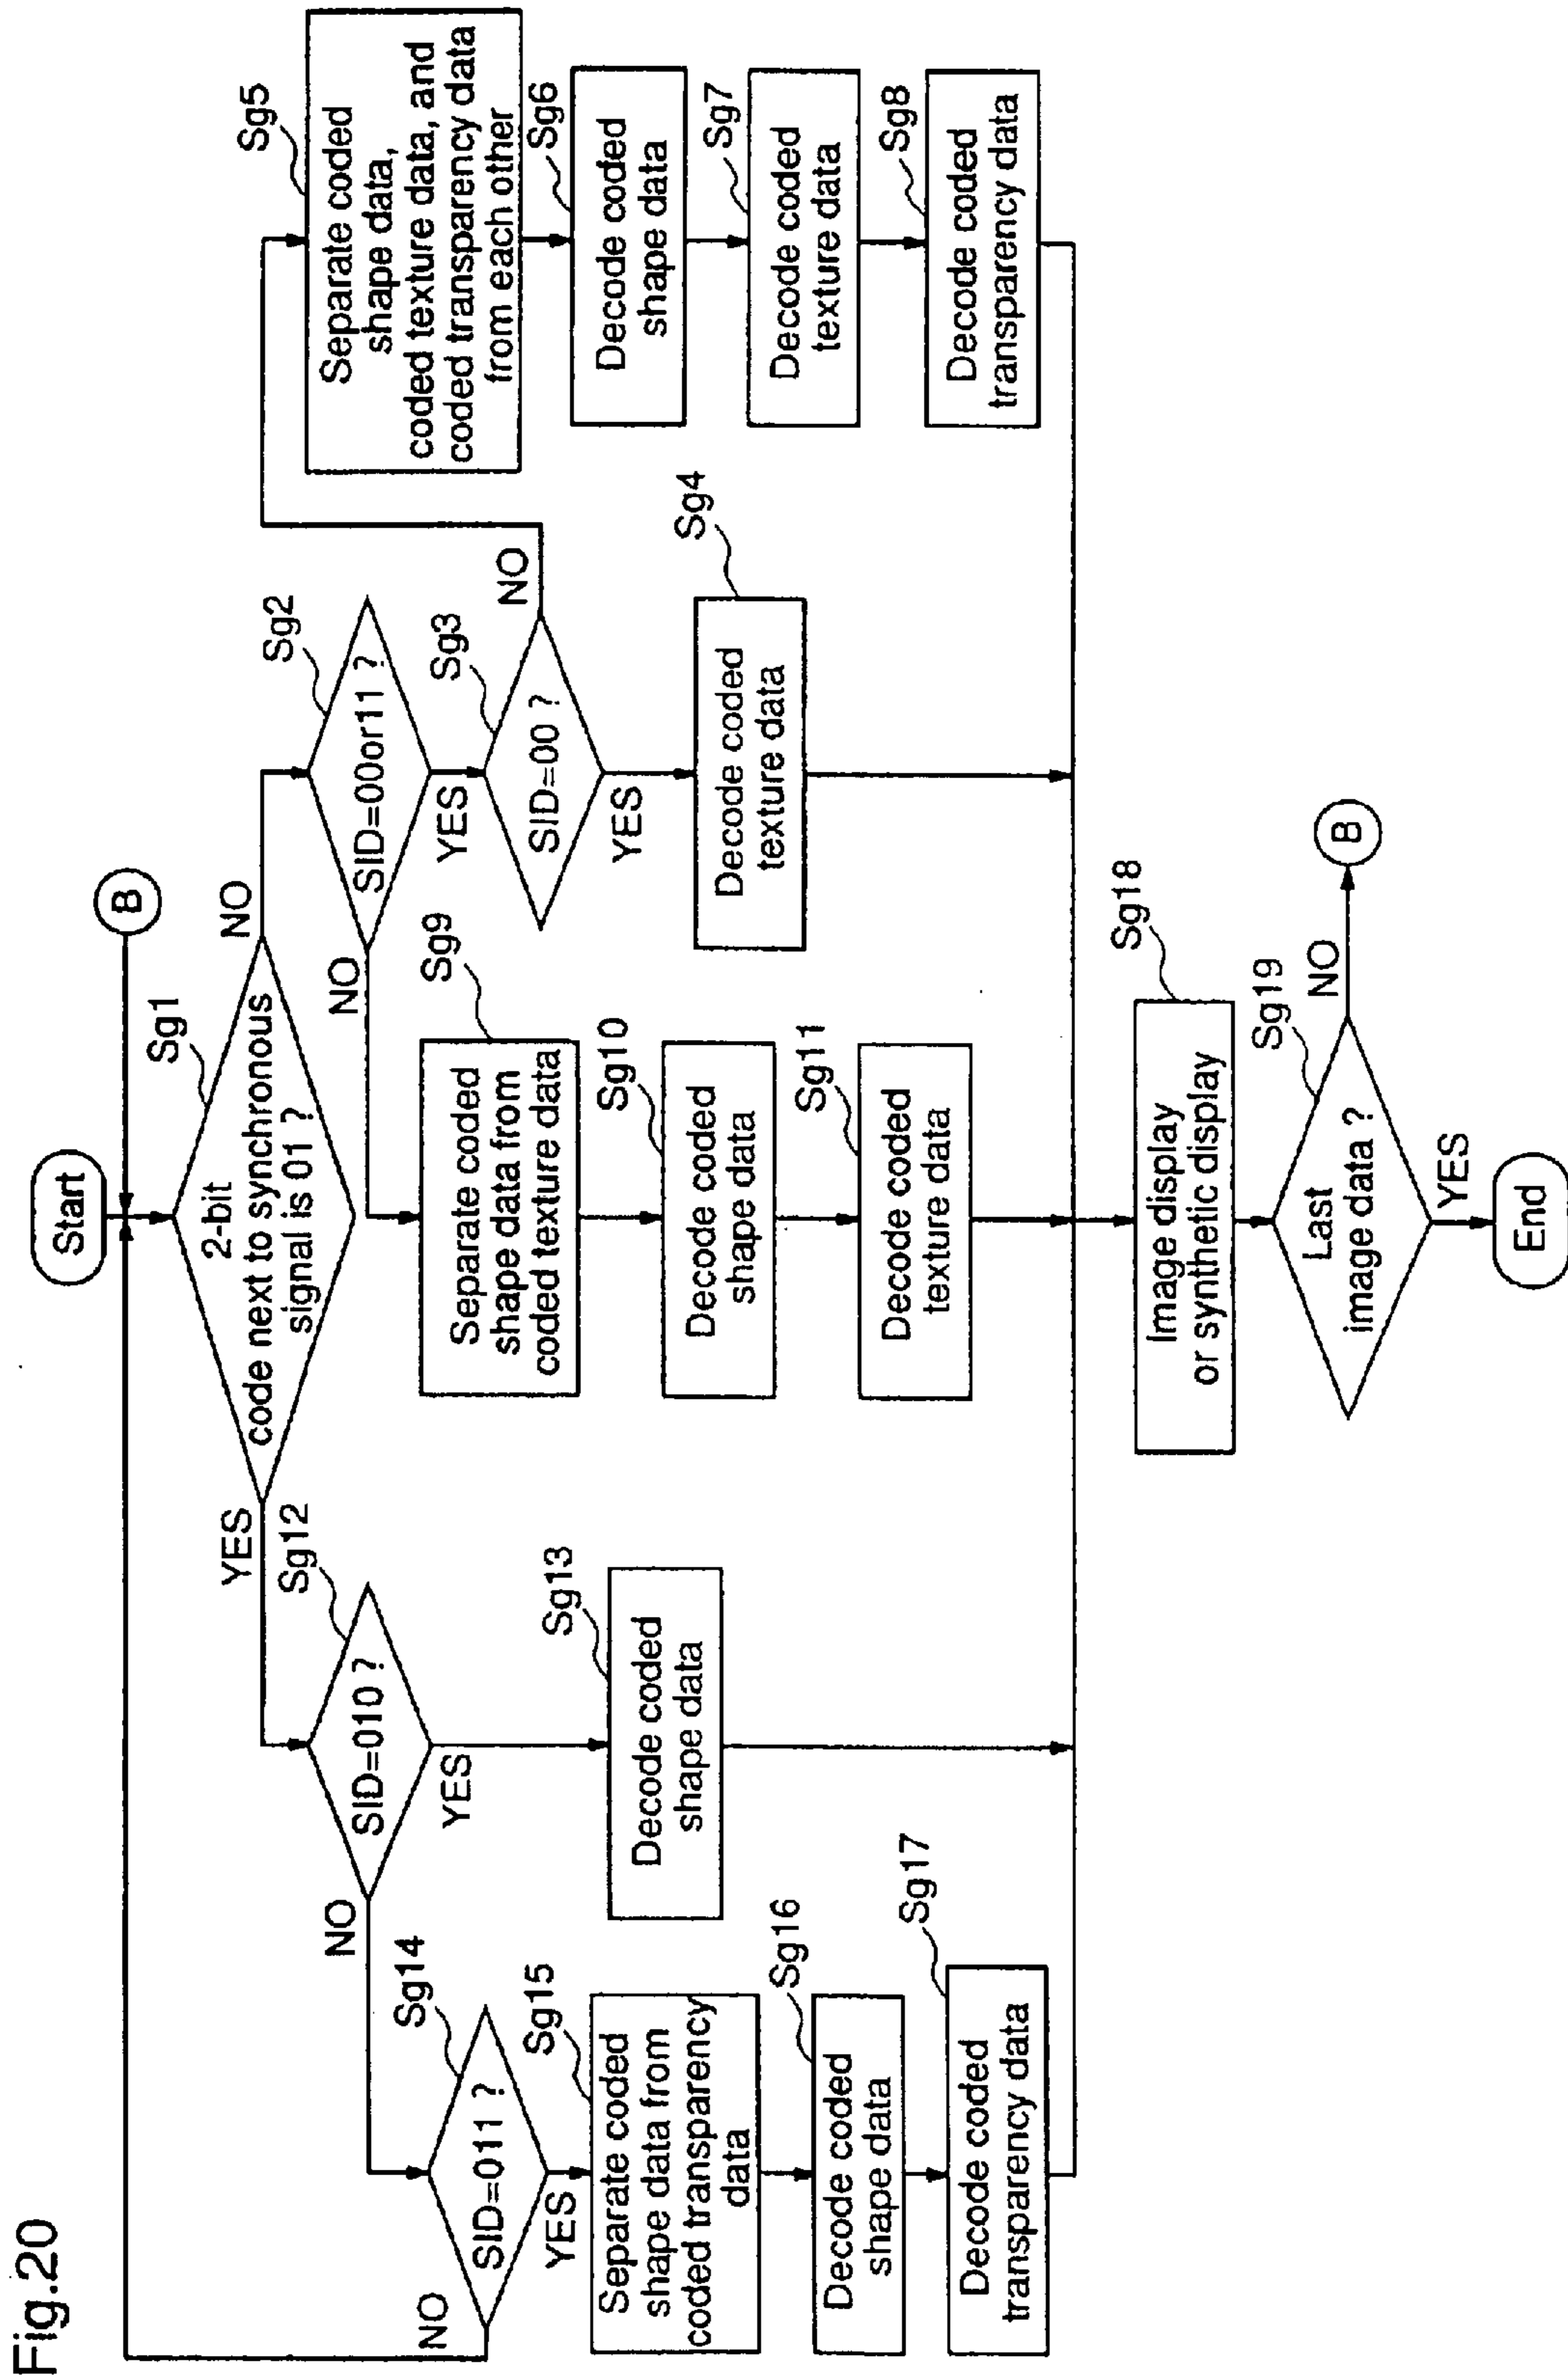 Fig.20
Start
B
Sg1
2-bit
code next to synchronous
signal is 01 ?
YES
NO
Sg12
SID=010 ?
NO
YES
Sg13
Decode coded
shape data
Sg14
SID=011 ?
NO
YES
Sg15
Separate coded
shape data from
coded transparency
data
Sg16
Decode coded
shape data
Sg17
Decode coded
transparency data
Sg2
SID=00or11 ?
NO
YES
Sg9
Separate coded
shape data from
coded texture data
Sg10
Decode coded
shape data
Sg11
Decode coded
texture data
Sg3
SID=00 ?
NO
YES
Sg4
Decode coded
texture data
Sg5
Separate coded
shape data,
coded texture data, and
coded transparency data
from each other
Sg6
Decode coded
shape data
Sg7
Decode coded
texture data
Sg8
Decode coded
transparency data
Sg18
Image display
or synthetic display
Sg19
Last
image data ?
NO
B
YES
End